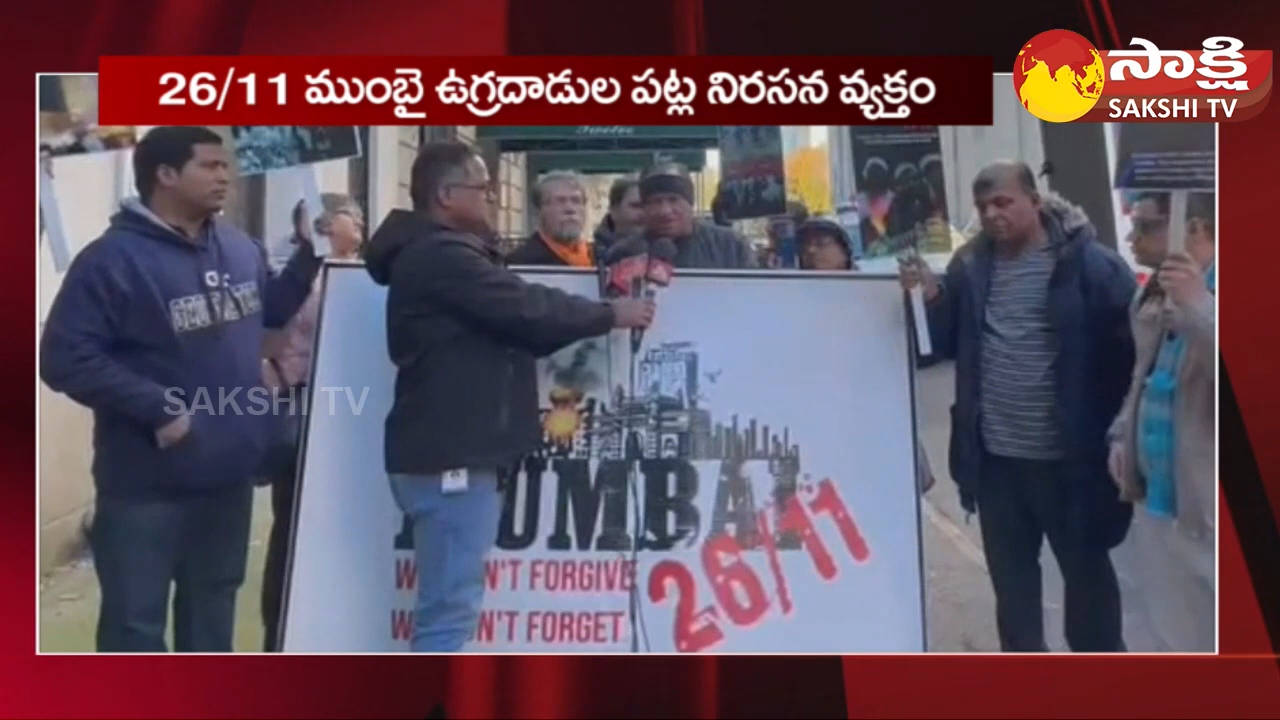 26/11 ముంబై ఉగ్రదాడుల పట్ల నిరసన వ్యక్తం
సాక్షి
SAKSHI TV
SAKSHI TV
26/11
FORGIVE
FORGET